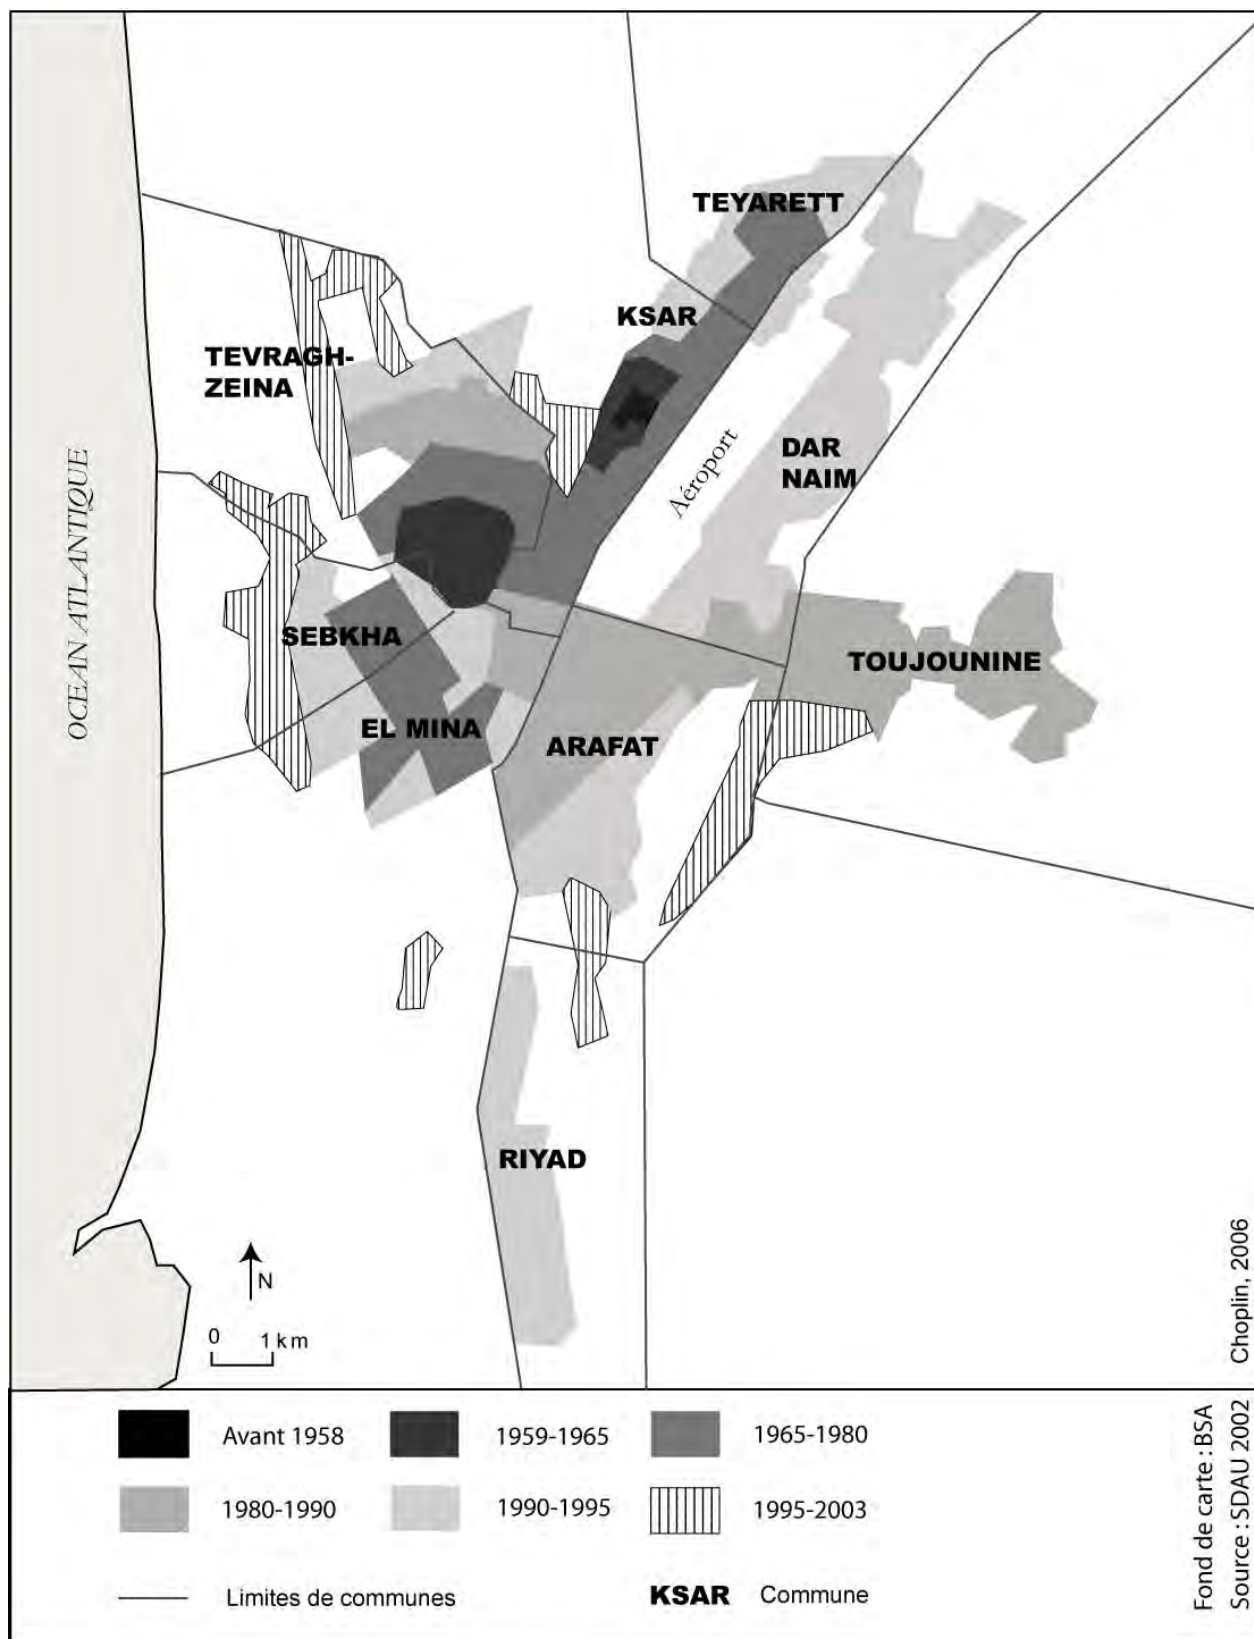 TEYARETT
KSAR
TEVRAGH-
ZEINA
DAR
NAIM
Aéroport
OCEAN ATLANTIQUE
SEBKHA
TOUJOUNINE
EL MINA
ARAFAT
RIYAD
N
0 1 km
Choplin, 2006
Avant 1958
1959-1965
1965-1980
1980-1990
1990-1995
1995-2003
Limites de communes
KSAR Commune
Fond de carte : BSA
Source : SDAU 2002